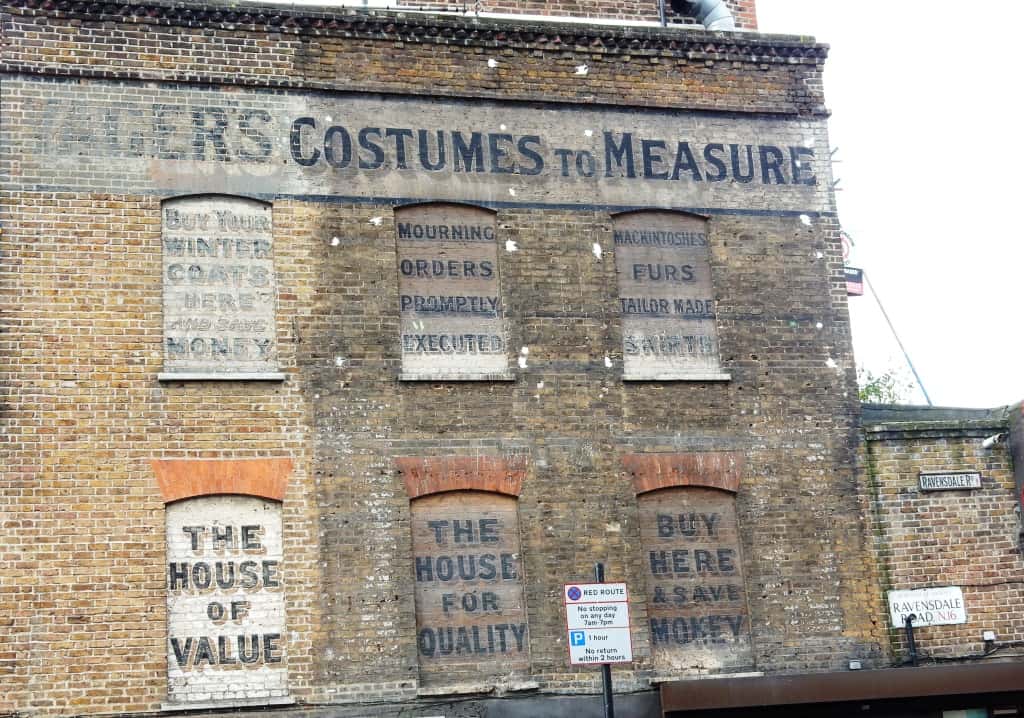 YAGER'S COSTUMES TO MEASURE
BUY YOUR
WINTER
COATS
HERE
AND SAVE
MONEY
MOURNING
ORDERS
PROMPTLY
EXECUTED
MACKINTOSHES
FURS
TAILOR MADE
SKIRTS
THE
HOUSE
OF
VALUE
THE
HOUSE
FOR
QUALITY
BUY
HERE
& SAVE
MONEY
RED ROUTE
No stopping
on any day
7am-7pm
P 1 hour
No return
within 2 hours
RAVENSDALE RD
RAVENSDALE
ROAD. N.16